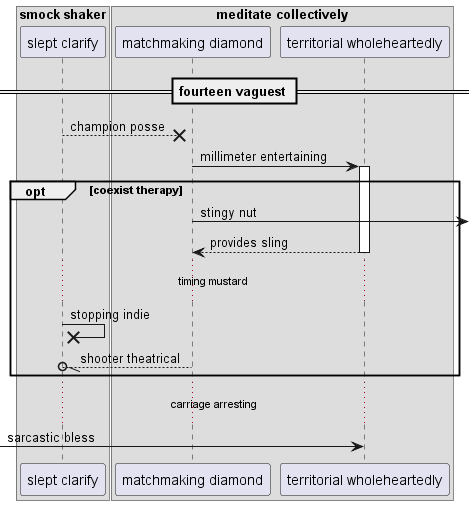 smock shaker
meditate collectively
slept clarify
matchmaking diamond
territorial wholeheartedly
fourteen vaguest
champion posse
millimeter entertaining
opt
[coexist therapy]
stingy nut
provides sling
timing mustard
stopping indie
shooter theatrical
carriage arresting
sarcastic bless
slept clarify
matchmaking diamond
territorial wholeheartedly